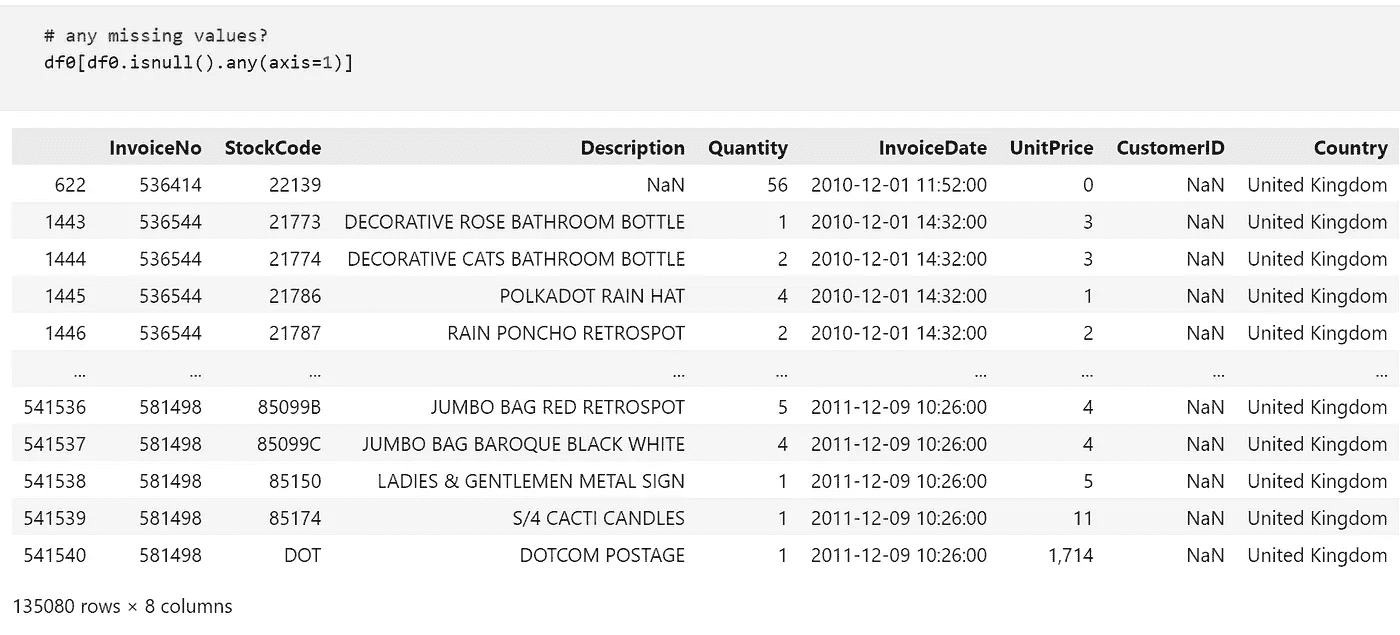 # any missing values?
df0[df0.isnull().any(axis=1)]
InvoiceNo StockCode Description Quantity InvoiceDate UnitPrice CustomerID Country
622 536414 22139 NaN 56 2010-12-01 11:52:00 0 NaN United Kingdom
1443 536544 21773 DECORATIVE ROSE BATHROOM BOTTLE 1 2010-12-01 14:32:00 3 NaN United Kingdom
1444 536544 21774 DECORATIVE CATS BATHROOM BOTTLE 2 2010-12-01 14:32:00 3 NaN United Kingdom
1445 536544 21786 POLKADOT RAIN HAT 4 2010-12-01 14:32:00 1 NaN United Kingdom
1446 536544 21787 RAIN PONCHO RETROSPOT 2 2010-12-01 14:32:00 2 NaN United Kingdom
... ... ... ... ... ... ... ... ...
541536 581498 85099B JUMBO BAG RED RETROSPOT 5 2011-12-09 10:26:00 4 NaN United Kingdom
541537 581498 85099C JUMBO BAG BAROQUE BLACK WHITE 4 2011-12-09 10:26:00 4 NaN United Kingdom
541538 581498 85150 LADIES & GENTLEMEN METAL SIGN 1 2011-12-09 10:26:00 5 NaN United Kingdom
541539 581498 85174 S/4 CACTI CANDLES 1 2011-12-09 10:26:00 11 NaN United Kingdom
541540 581498 DOT DOTCOM POSTAGE 1 2011-12-09 10:26:00 1,714 NaN United Kingdom
135080 rows × 8 columns